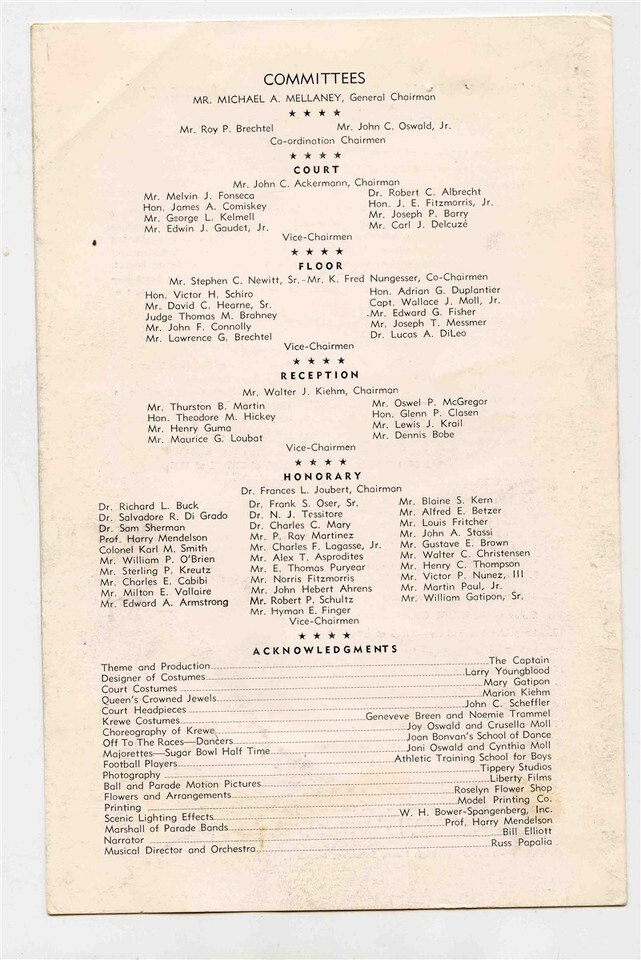 COMMITTEES
MR. MICHAEL A. MELLANEY, General Chairman
★ ★ ★ ★
Mr. Roy P. Brechtel Mr. John C. Oswald, Jr.
Co-ordination Chairmen
★ ★ ★ ★
COURT
Mr. John C. Ackermann, Chairman
Mr. Melvin J. Fonseca Dr. Robert C. Albrecht
Hon. James A. Comiskey Hon. J. E. Fitzmorris, Jr.
Mr. George L. Kelmell Mr. Joseph P. Barry
Mr. Edwin J. Gaudet, Jr. Mr. Carl J. Delcuzé
Vice-Chairmen
★ ★ ★ ★
FLOOR
Mr. Stephen C. Newitt, Sr.–Mr. K. Fred Nungesser, Co-Chairmen
Hon. Victor H. Schiro Hon. Adrian G. Duplantier
Mr. David C. Hearne, Sr. Capt. Wallace J. Moll, Jr.
Judge Thomas M. Brahney Mr. Edward G. Fisher
Mr. John F. Connolly Mr. Joseph T. Messmer
Mr. Lawrence G. Brechtel Dr. Lucas A. DiLeo
Vice-Chairmen
★ ★ ★ ★
RECEPTION
Mr. Walter J. Kiehm, Chairman
Mr. Thurston B. Martin Mr. Oswel P. McGregor
Hon. Theodore M. Hickey Hon. Glenn P. Clasen
Mr. Henry Guma Mr. Lewis J. Krail
Mr. Maurice G. Loubat Mr. Dennis Bobe
Vice-Chairmen
★ ★ ★ ★
HONORARY
Dr. Frances L. Joubert, Chairman
Dr. Richard L. Buck Dr. Frank S. Oser, Sr. Mr. Blaine S. Kern
Dr. Salvadore R. Di Grado Dr. N. J. Tessitore Mr. Alfred E. Betzer
Dr. Sam Sherman Dr. Charles C. Mary Mr. Louis Fritcher
Prof. Harry Mendelson Mr. P. Ray Martinez Mr. John A. Stassi
Colonel Karl M. Smith Mr. Charles F. Lagasse, Jr. Mr. Gustave E. Brown
Mr. William P. O'Brien Mr. Alex T. Asprodites Mr. Walter C. Christensen
Mr. Sterling P. Kreutz Mr. E. Thomas Puryear Mr. Henry C. Thompson
Mr. Charles E. Cabibi Mr. Norris Fitzmorris Mr. Victor P. Nunez, III
Mr. Milton E. Vallaire Mr. John Hebert Ahrens Mr. Martin Paul, Jr.
Mr. Edward A. Armstrong Mr. Robert P. Schultz Mr. William Gatipon, Sr.
Mr. Hyman E. Finger
Vice-Chairmen
★ ★ ★ ★
ACKNOWLEDGMENTS
Theme and Production The Captain
Designer of Costumes Larry Youngblood
Court Costumes Mary Gatipon
Queen's Crowned Jewels Marion Kiehm
Court Headpieces John C. Scheffler
Krewe Costumes Geneveve Breen and Noemie Trammel
Choreography of Krewe Joy Oswald and Crusella Moll
Off To The Races—Dancers Joan Bonvan's School of Dance
Majorettes—Sugar Bowl Half Time Joni Oswald and Cynthia Moll
Football Players Athletic Training School for Boys
Photography Tippery Studios
Ball and Parade Motion Pictures Liberty Films
Flowers and Arrangements Roselyn Flower Shop
Printing Model Printing Co.
Scenic Lighting Effects W. H. Bower-Spangenberg, Inc.
Marshall of Parade Bands Prof. Harry Mendelson
Narrator Bill Elliott
Musical Director and Orchestra Russ Papalia